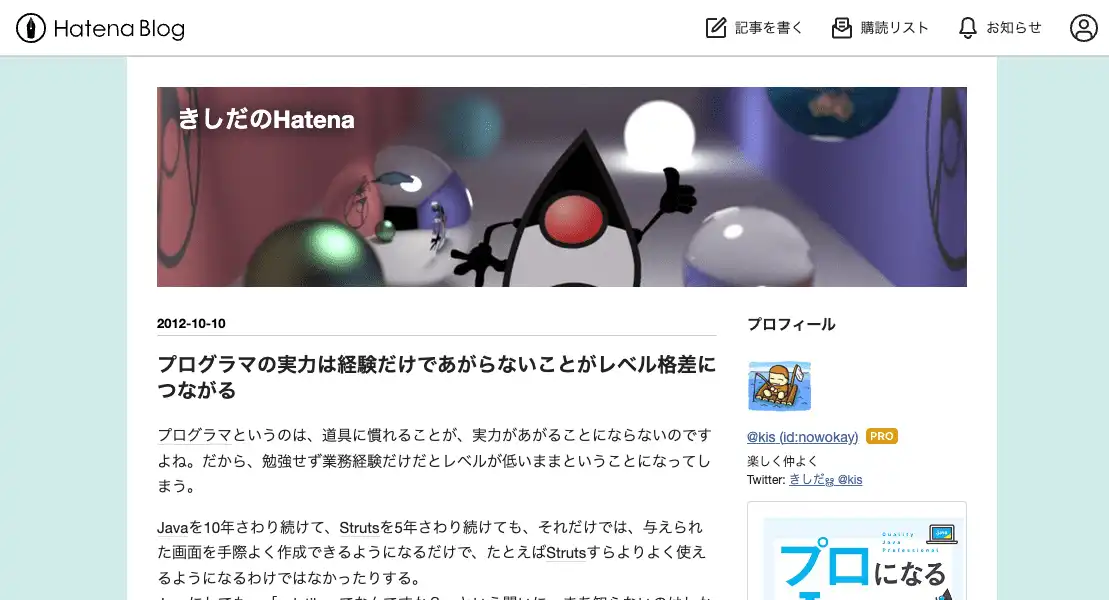 Hatena Blog
記事を書く
購読リスト
お知らせ
きしだのHatena
2012-10-10
プログラマの実力は経験だけであがらないことがレベル格差に
つながる
プログラマというのは、道具に慣れることが、実力があがることにならないのです
よね。だから、勉強せず業務経験だけだとレベルが低いままということになってし
まう。
Javaを10年さわり続けて、Strutsを5年さわり続けても、それだけでは、与えられ
た画面を手際よく作成できるようになるだけで、たとえばStrutsすらよりよく使え
るようになるわけではなかったりする。
プロフィール
@kis (id:nowokay) PRO
楽しく仲よく
Twitter: きしだ @kis
Quality
Java
Professional
プロになる